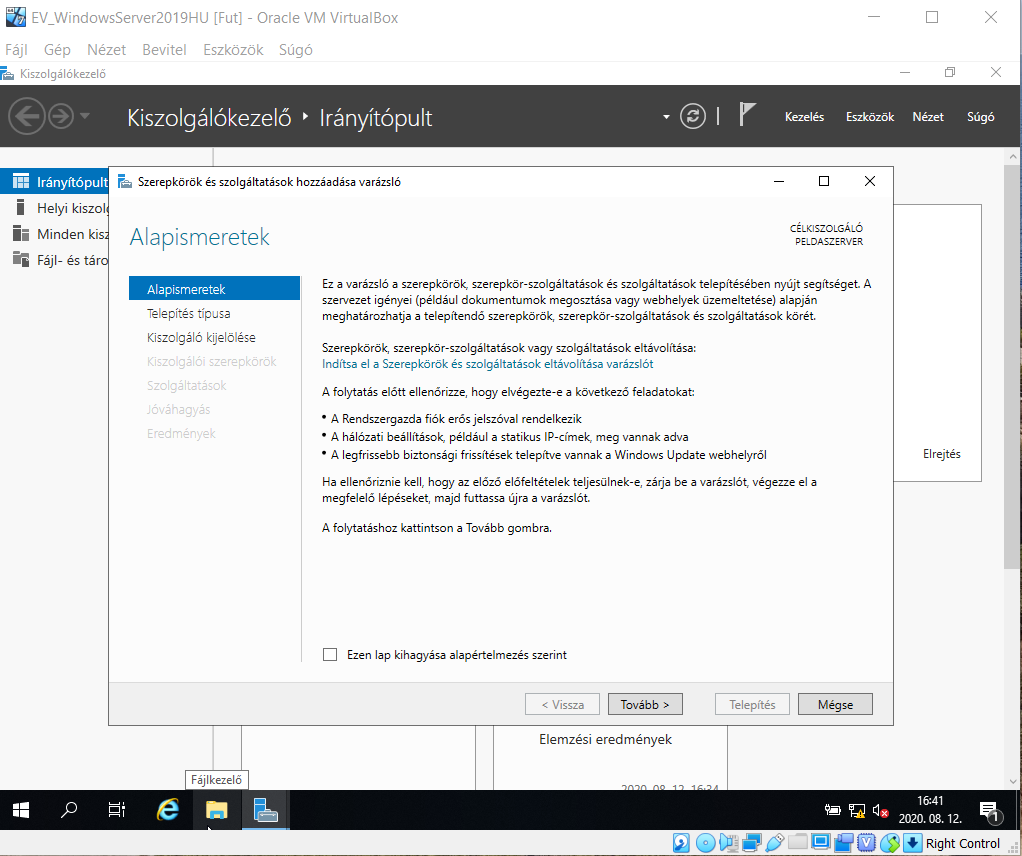 EV_WindowsServer2019HU [Fut] - Oracle VM VirtualBox
Fájl Gép Nézet Bevitel Eszközök Súgó
Kiszolgálókezelő
Kiszolgálókezelő ‣ Irányítópult
Kezelés Eszközök Nézet Súgó
Irányítópult
Helyi kiszolg
Minden kisz
Fájl- és táro
Szerepkörök és szolgáltatások hozzáadása varázsló
Alapismeretek
CÉLKISZOLGÁLÓ
PELDASZERVER
Alapismeretek
Telepítés típusa
Kiszolgáló kijelölése
Kiszolgálói szerepkörök
Szolgáltatások
Jóváhagyás
Eredmények
Ez a varázsló a szerepkörök, szerepkör-szolgáltatások és szolgáltatások telepítésében nyújt segítséget. A
szervezet igényei (például dokumentumok megosztása vagy webhelyek üzemeltetése) alapján
meghatározhatja a telepítendő szerepkörök, szerepkör-szolgáltatások és szolgáltatások körét.
Szerepkörök, szerepkör-szolgáltatások vagy szolgáltatások eltávolítása:
Indítsa el a Szerepkörök és szolgáltatások eltávolítása varázslót
A folytatás előtt ellenőrizze, hogy elvégezte-e a következő feladatokat:
• A Rendszergazda fiók erős jelszóval rendelkezik
• A hálózati beállítások, például a statikus IP-címek, meg vannak adva
• A legfrissebb biztonsági frissítések telepítve vannak a Windows Update webhelyről
Ha ellenőriznie kell, hogy az előző előfeltételek teljesülnek-e, zárja be a varázslót, végezze el a
megfelelő lépéseket, majd futtassa újra a varázslót.
A folytatáshoz kattintson a Tovább gombra.
Ezen lap kihagyása alapértelmezés szerint
< Vissza Tovább > Telepítés Mégse
Elrejtés
Elemzési eredmények
2020. 08. 12. 16:34
Fájlkezelő
16:41
2020. 08. 12.
1
Right Control